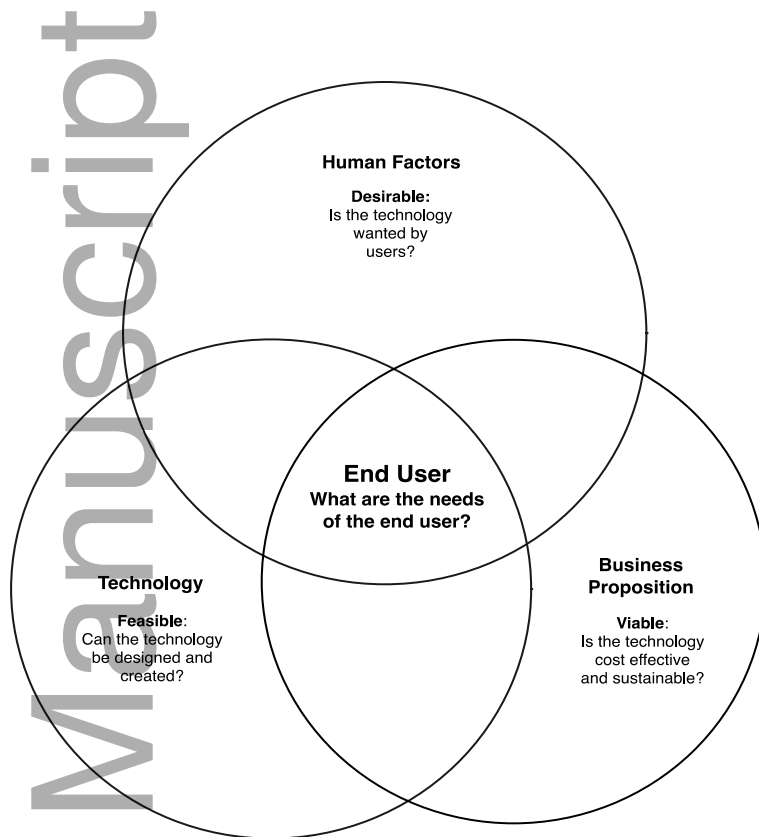 Manuscript
Human Factors
Desirable:
Is the technology
wanted by
users?
End User
What are the needs
of the end user?
Technology
Feasible:
Can the technology
be designed and
created?
Business
Proposition
Viable:
Is the technology
cost effective
and sustainable?